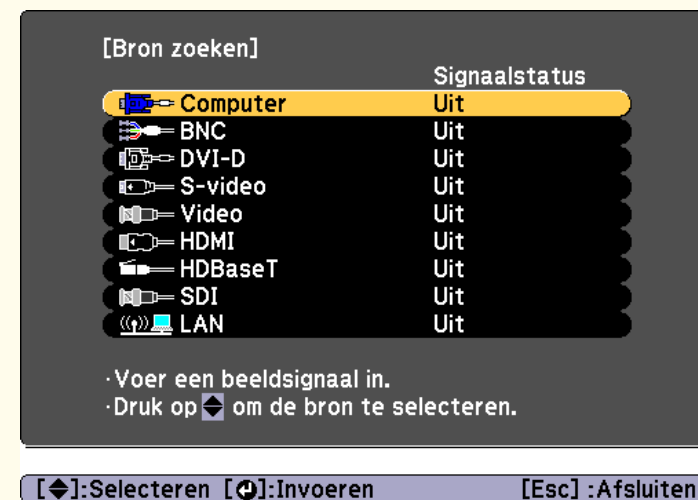 [Bron zoeken]
Signaalstatus
Computer Uit
BNC Uit
DVI-D Uit
S-video Uit
Video Uit
HDMI Uit
HDBaseT Uit
SDI Uit
LAN Uit
·Voer een beeldsignaal in.
·Druk op om de bron te selecteren.
[◆]:Selecteren [⏎]:Invoeren [Esc] :Afsluiten